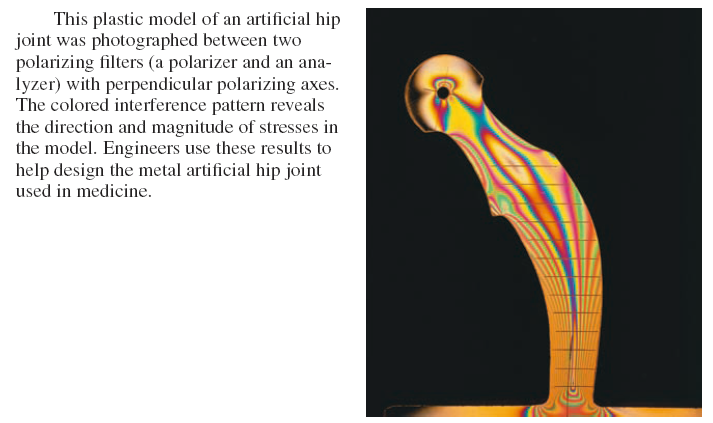 This plastic model of an artificial hip
joint was photographed between two
polarizing filters (a polarizer and an ana-
lyzer) with perpendicular polarizing axes.
The colored interference pattern reveals
the direction and magnitude of stresses in
the model. Engineers use these results to
help design the metal artificial hip joint
used in medicine.